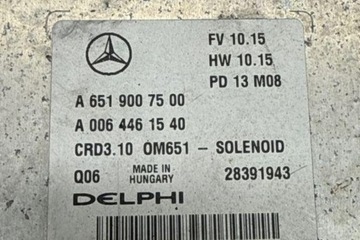 FV 10.15
HW 10.15
PD 13 M08
A 651 900 75 00
A 006 446 15 40
CRD3.10 OM651 – SOLENOID
Q06 MADE IN HUNGARY 28391943
DELPHI